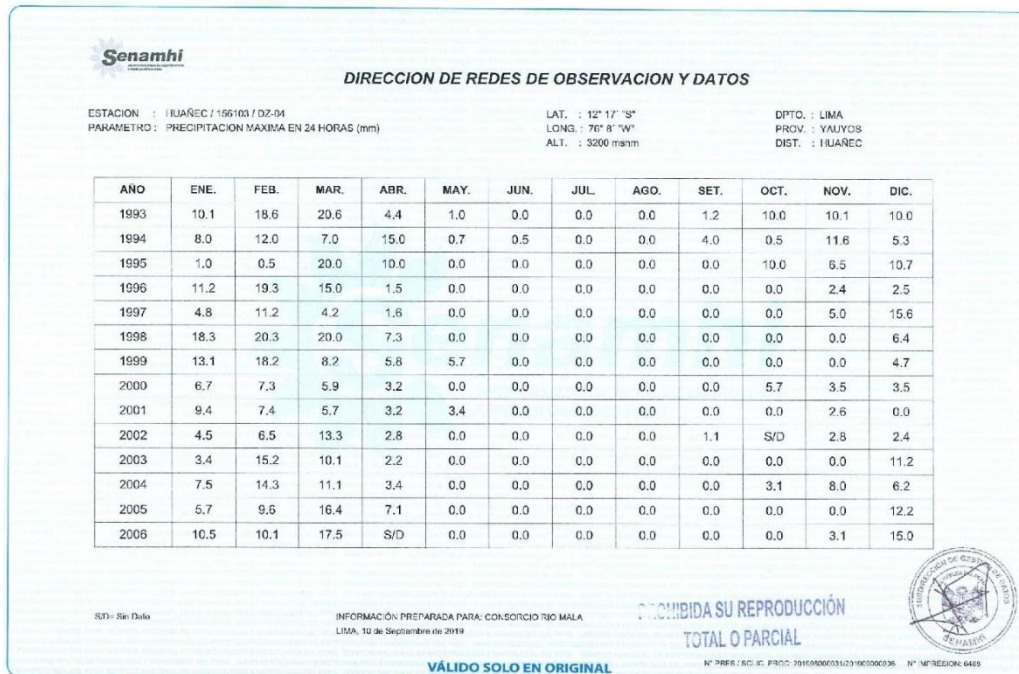 Senamhi
DIRECCION DE REDES DE OBSERVACION Y DATOS
ESTACION : HUAÑEC / 156103 / DZ-04 LAT. : 12° 17' "S" DPTO. : LIMA
PARAMETRO : PRECIPITACION MAXIMA EN 24 HORAS (mm) LONG. : 76° 8' "W" PROV. : YAUYOS
ALT. : 3200 msnm DIST. : HUAÑEC
AÑO ENE. FEB. MAR. ABR. MAY. JUN. JUL. AGO. SET. OCT. NOV. DIC.
1993 10.1 18.6 20.6 4.4 1.0 0.0 0.0 0.0 1.2 10.0 10.1 10.0
1994 8.0 12.0 7.0 15.0 0.7 0.5 0.0 0.0 4.0 0.5 11.6 5.3
1995 1.0 0.5 20.0 10.0 0.0 0.0 0.0 0.0 0.0 10.0 6.5 10.7
1996 11.2 19.3 15.0 1.5 0.0 0.0 0.0 0.0 0.0 0.0 2.4 2.5
1997 4.8 11.2 4.2 1.6 0.0 0.0 0.0 0.0 0.0 0.0 5.0 15.6
1998 18.3 20.3 20.0 7.3 0.0 0.0 0.0 0.0 0.0 0.0 0.0 6.4
1999 13.1 18.2 8.2 5.8 5.7 0.0 0.0 0.0 0.0 0.0 0.0 4.7
2000 6.7 7.3 5.9 3.2 0.0 0.0 0.0 0.0 0.0 5.7 3.5 3.5
2001 9.4 7.4 5.7 3.2 3.4 0.0 0.0 0.0 0.0 0.0 2.6 0.0
2002 4.5 6.5 13.3 2.8 0.0 0.0 0.0 0.0 1.1 S/D 2.8 2.4
2003 3.4 15.2 10.1 2.2 0.0 0.0 0.0 0.0 0.0 0.0 0.0 11.2
2004 7.5 14.3 11.1 3.4 0.0 0.0 0.0 0.0 0.0 3.1 8.0 6.2
2005 5.7 9.6 16.4 7.1 0.0 0.0 0.0 0.0 0.0 0.0 0.0 12.2
2006 10.5 10.1 17.5 S/D 0.0 0.0 0.0 0.0 0.0 0.0 3.1 15.0
S/D= Sin Dato INFORMACIÓN PREPARADA PARA: CONSORCIO RIO MALA
LIMA, 10 de Septiembre de 2019
PROHIBIDA SU REPRODUCCIÓN
TOTAL O PARCIAL
SUBDIRECCION DE GESTION DE DATOS
SENAMHI
VÁLIDO SOLO EN ORIGINAL
N° IMPRESION: 6489